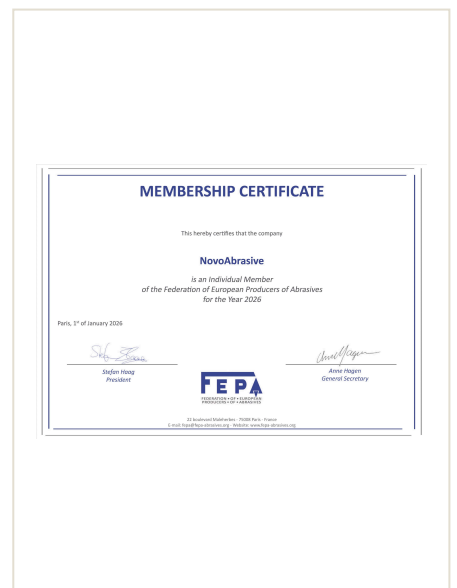 MEMBERSHIP CERTIFICATE
This hereby certifies that the company
NovoAbrasive
is an Individual Member
of the Federation of European Producers of Abrasives
for the Year 2026
Paris, 1st of January 2026
Stefan Haag
President
Anne Hagen
General Secretary
FEPA
FEDERATION • OF • EUROPEAN
PRODUCERS • OF • ABRASIVES
22 boulevard Malesherbes - 75008 Paris - France
E-mail: fepa@fepa-abrasives.org - Website: www.fepa-abrasives.org